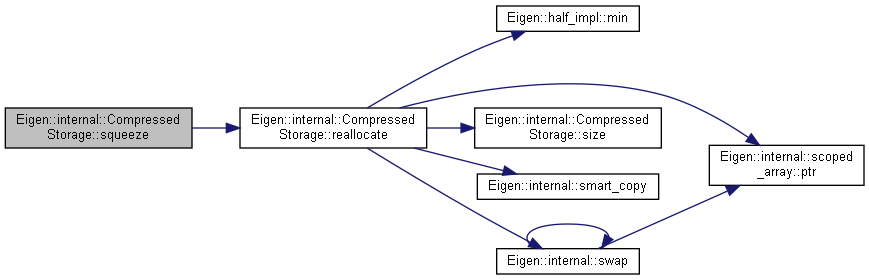 Eigen::half_impl::min
Eigen::internal::Compressed
Storage::squeeze
Eigen::internal::Compressed
Storage::reallocate
Eigen::internal::Compressed
Storage::size
Eigen::internal::scoped
_array::ptr
Eigen::internal::smart_copy
Eigen::internal::swap